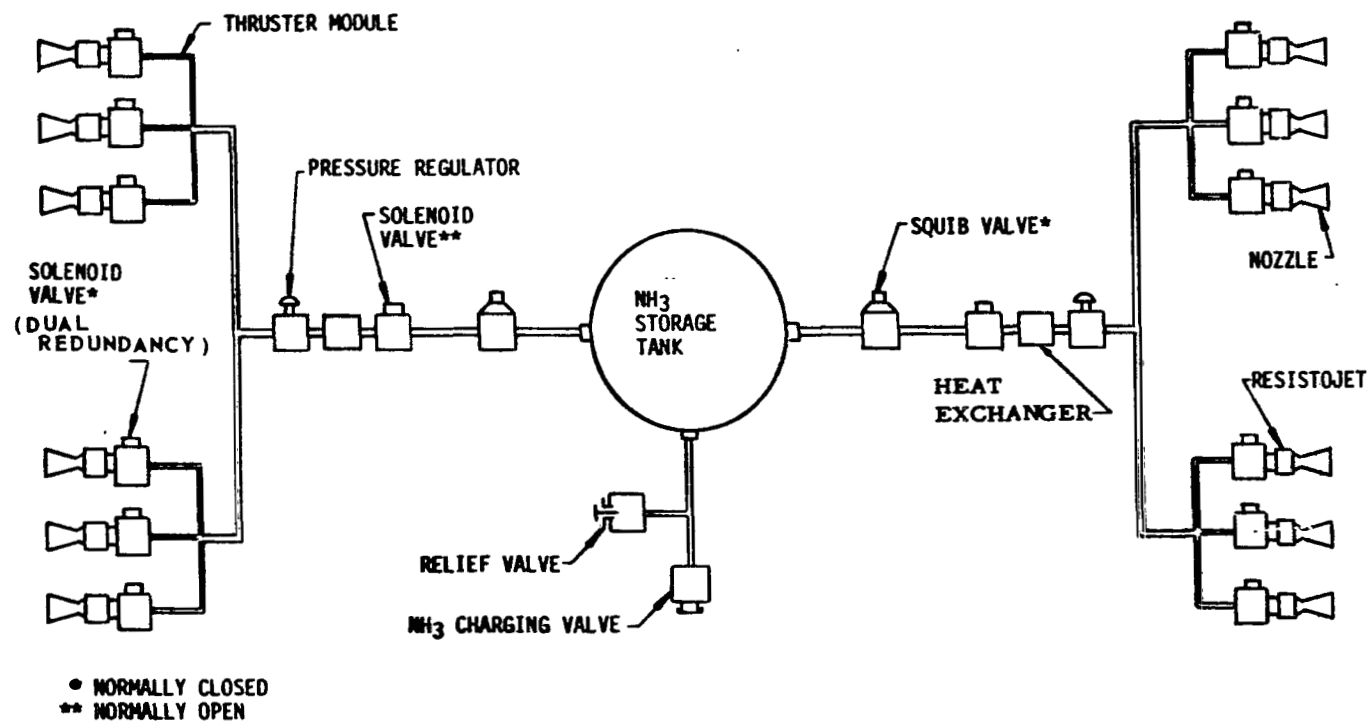 THRUSTER MODULE
PRESSURE REGULATOR
SOLENOID
VALVE**
SQUIB VALVE*
NOZZLE
SOLENOID
VALVE*
(DUAL
REDUNDANCY)
NH3
STORAGE
TANK
HEAT
EXCHANGER
RESISTOJET
RELIEF VALVE
NH3 CHARGING VALVE
* NORMALLY CLOSED
** NORMALLY OPEN